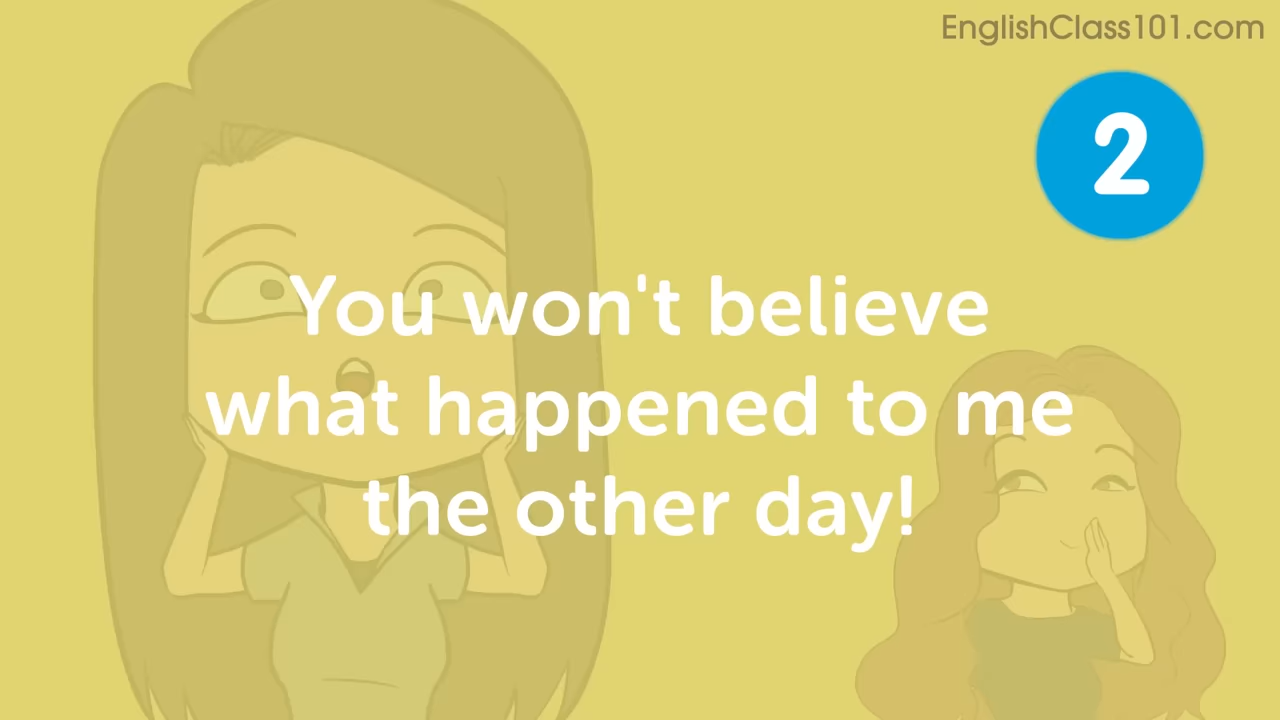 EnglishClass101.com
2
You won't believe
what happened to me
the other day!